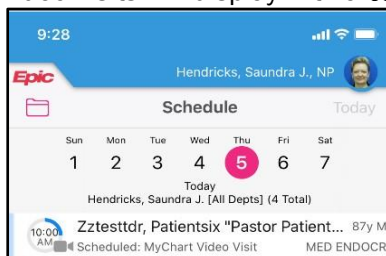 9:28
Epic
Hendricks, Saundra J., NP
Schedule Today
Sun Mon Tue Wed Thu Fri Sat
1 2 3 4 5 6 7
Today
Hendricks, Saundra J. [All Depts] (4 Total)
10:00 Zztesttdr, Patientsix "Pastor Patient... 87y M
AM Scheduled: MyChart Video Visit MED ENDOCR